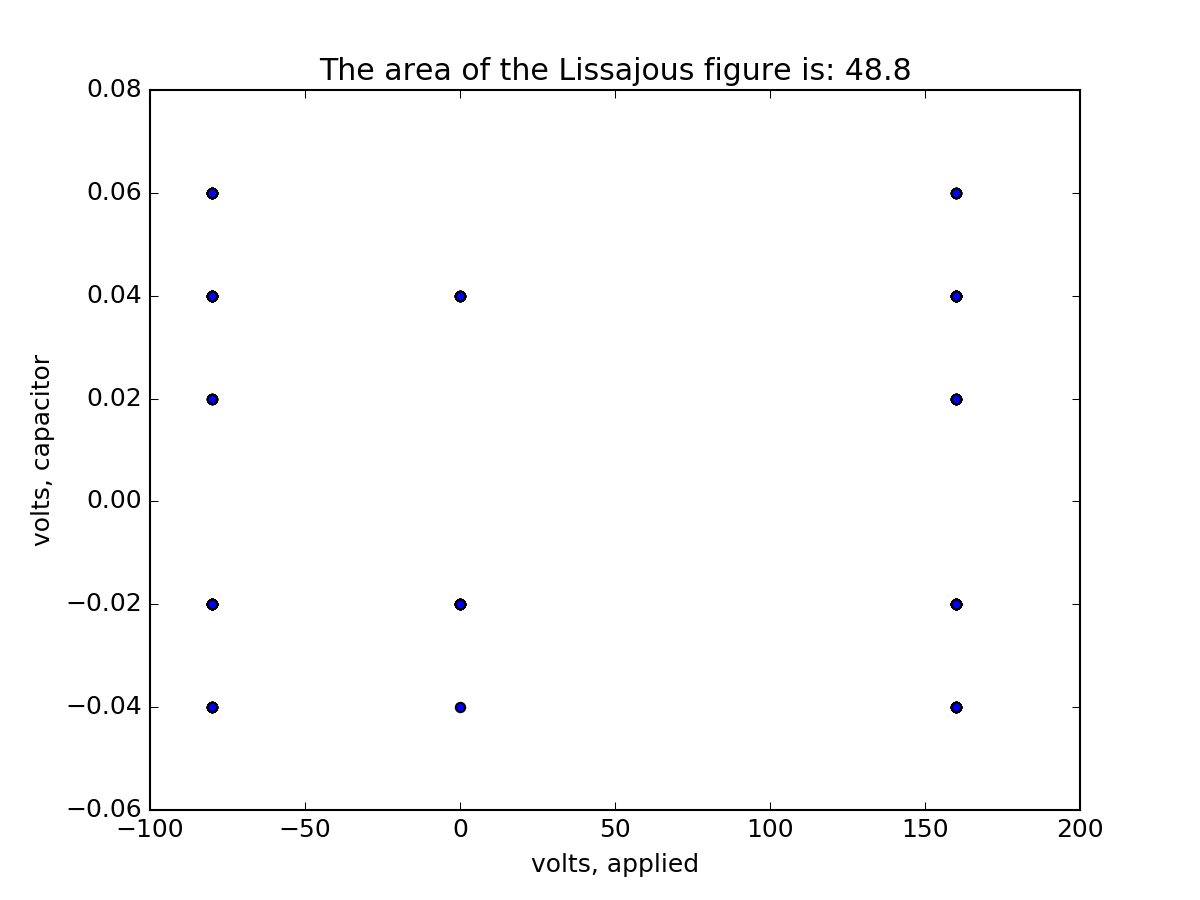 The area of the Lissajous figure is: 48.8
0.08
0.06
0.04
0.02
0.00
−0.02
−0.04
−0.06
volts, capacitor
−100 −50 0 50 100 150 200
volts, applied